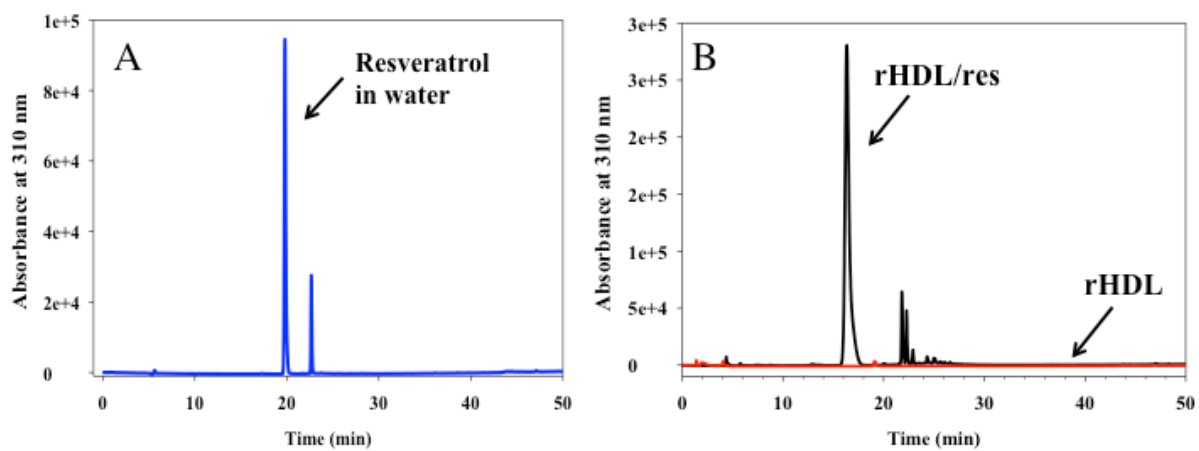 A
Resveratrol
in water
1e+5
8e+4
6e+4
4e+4
2e+4
0
Absorbance at 310 nm
0
20
30
40
50
Time (min)
B
rHDL/res
rHDL
3e+5
3e+5
2e+5
2e+5
1e+5
5e+4
0
Absorbance at 310 nm
0
10
20
30
40
50
Time (min)